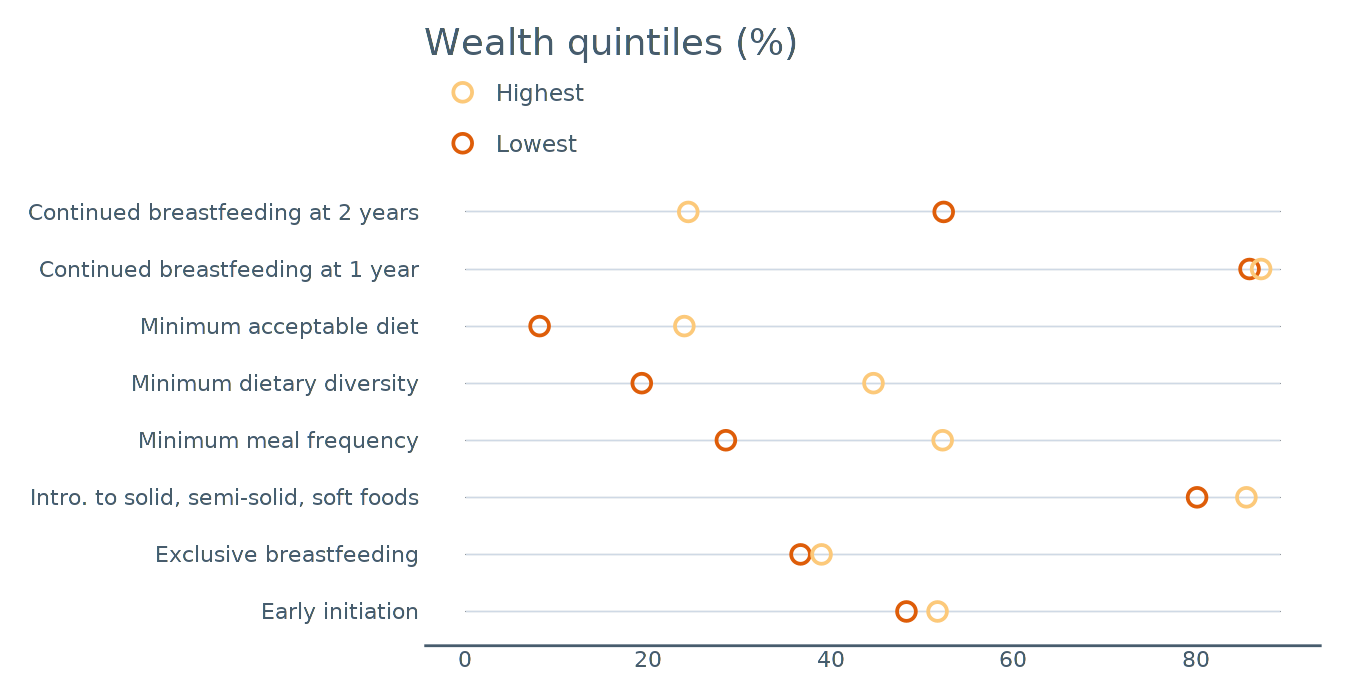 Wealth quintiles (%)
Highest
Lowest
Continued breastfeeding at 2 years
Continued breastfeeding at 1 year
Minimum acceptable diet
Minimum dietary diversity
Minimum meal frequency
Intro. to solid, semi-solid, soft foods
Exclusive breastfeeding
Early initiation
0 20 40 60 80